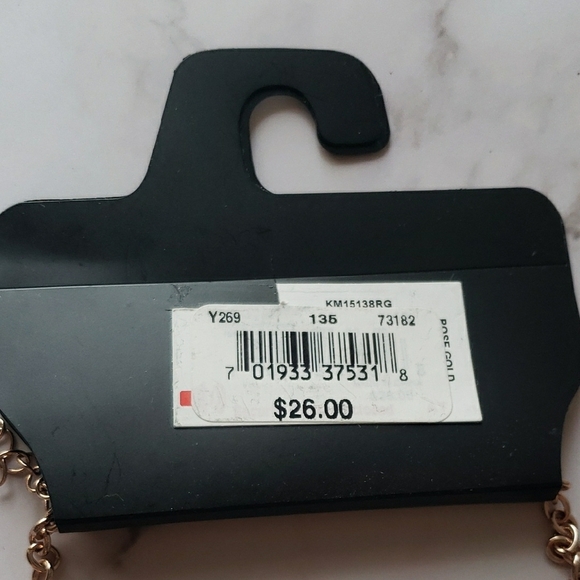 KM15138RG
Y269 135 73182
7 01933 37531 8
$26.00
ROSE GOLD